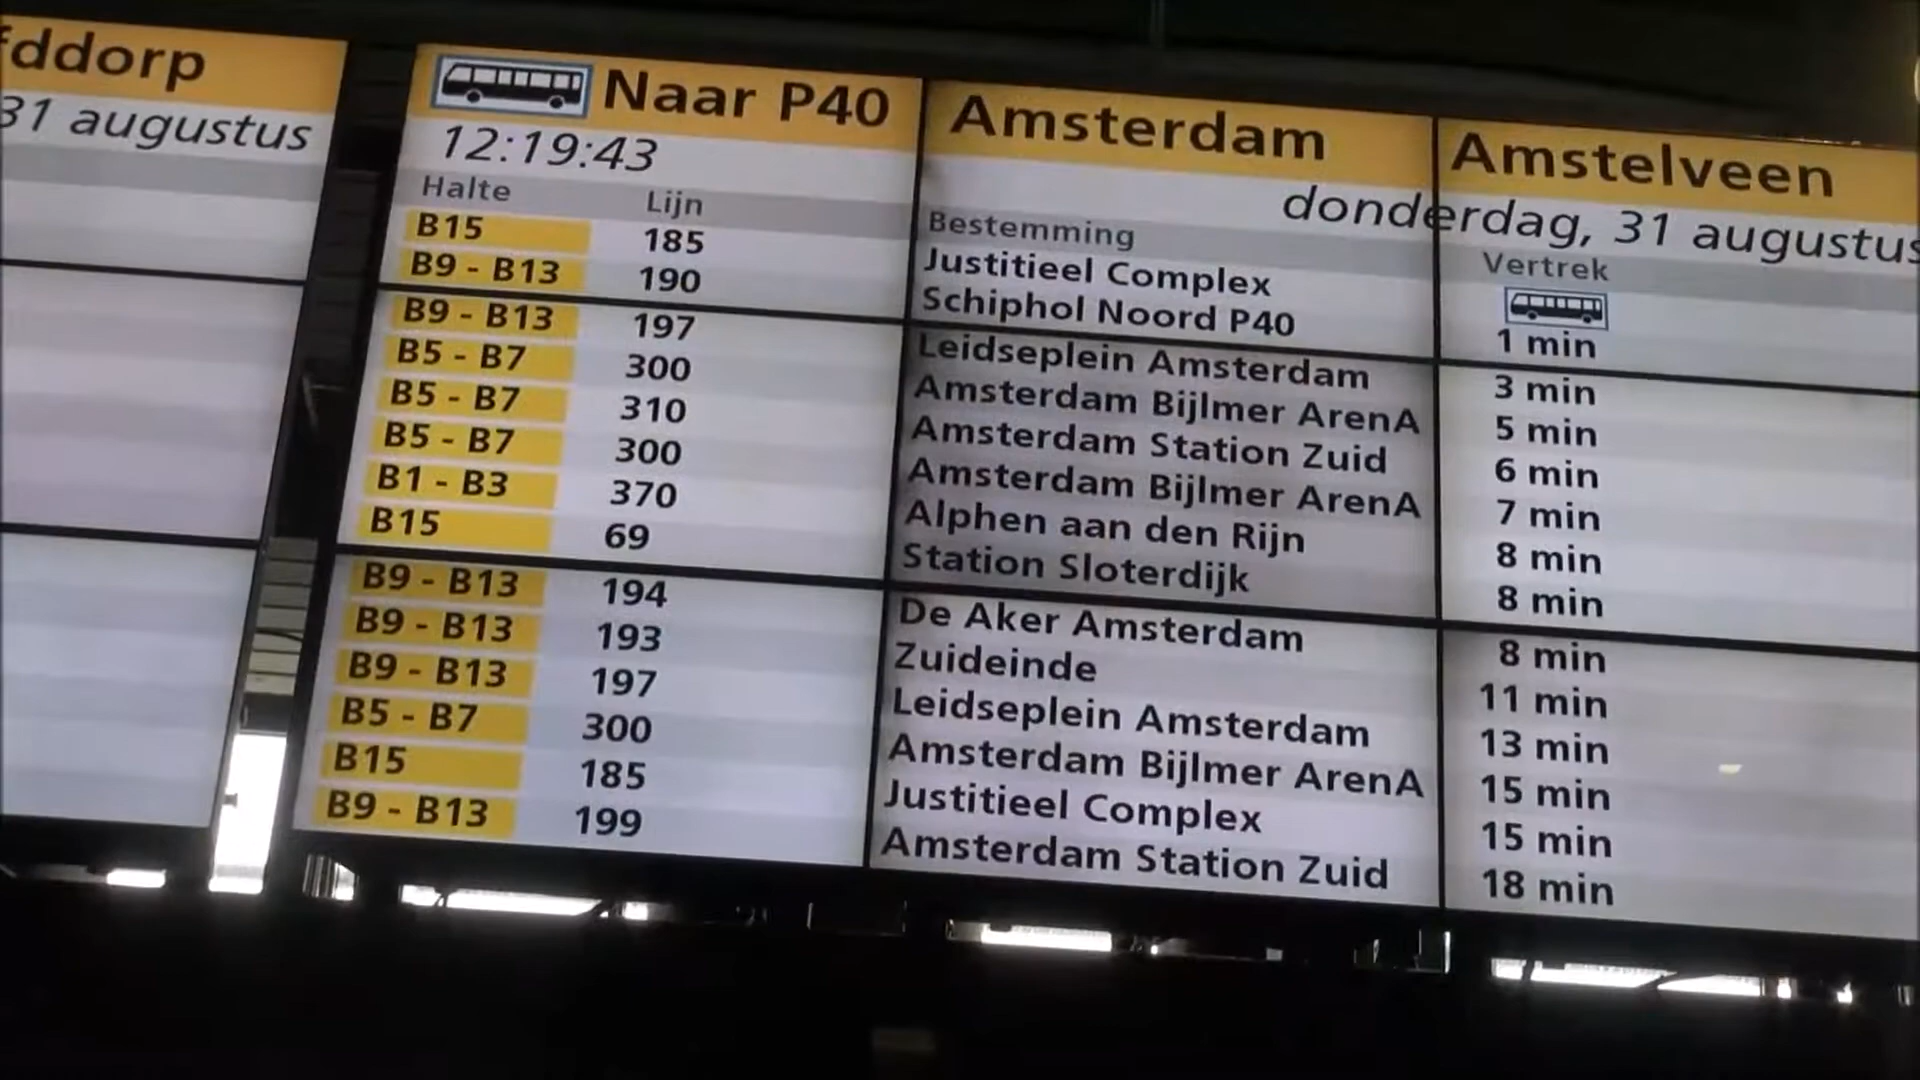 fddorp
31 augustus
Naar P40 Amsterdam Amstelveen
12:19:43 donderdag, 31 augustus
Halte Lijn Bestemming Vertrek
B15 185 Justitieel Complex
B9 - B13 190 Schiphol Noord P40 1 min
B9 - B13 197 Leidseplein Amsterdam 3 min
B5 - B7 300 Amsterdam Bijlmer ArenA 5 min
B5 - B7 310 Amsterdam Station Zuid 6 min
B5 - B7 300 Amsterdam Bijlmer ArenA 7 min
B1 - B3 370 Alphen aan den Rijn 8 min
B15 69 Station Sloterdijk 8 min
B9 - B13 194 De Aker Amsterdam 8 min
B9 - B13 193 Zuideinde 11 min
B9 - B13 197 Leidseplein Amsterdam 13 min
B5 - B7 300 Amsterdam Bijlmer ArenA 15 min
B15 185 Justitieel Complex 15 min
B9 - B13 199 Amsterdam Station Zuid 18 min